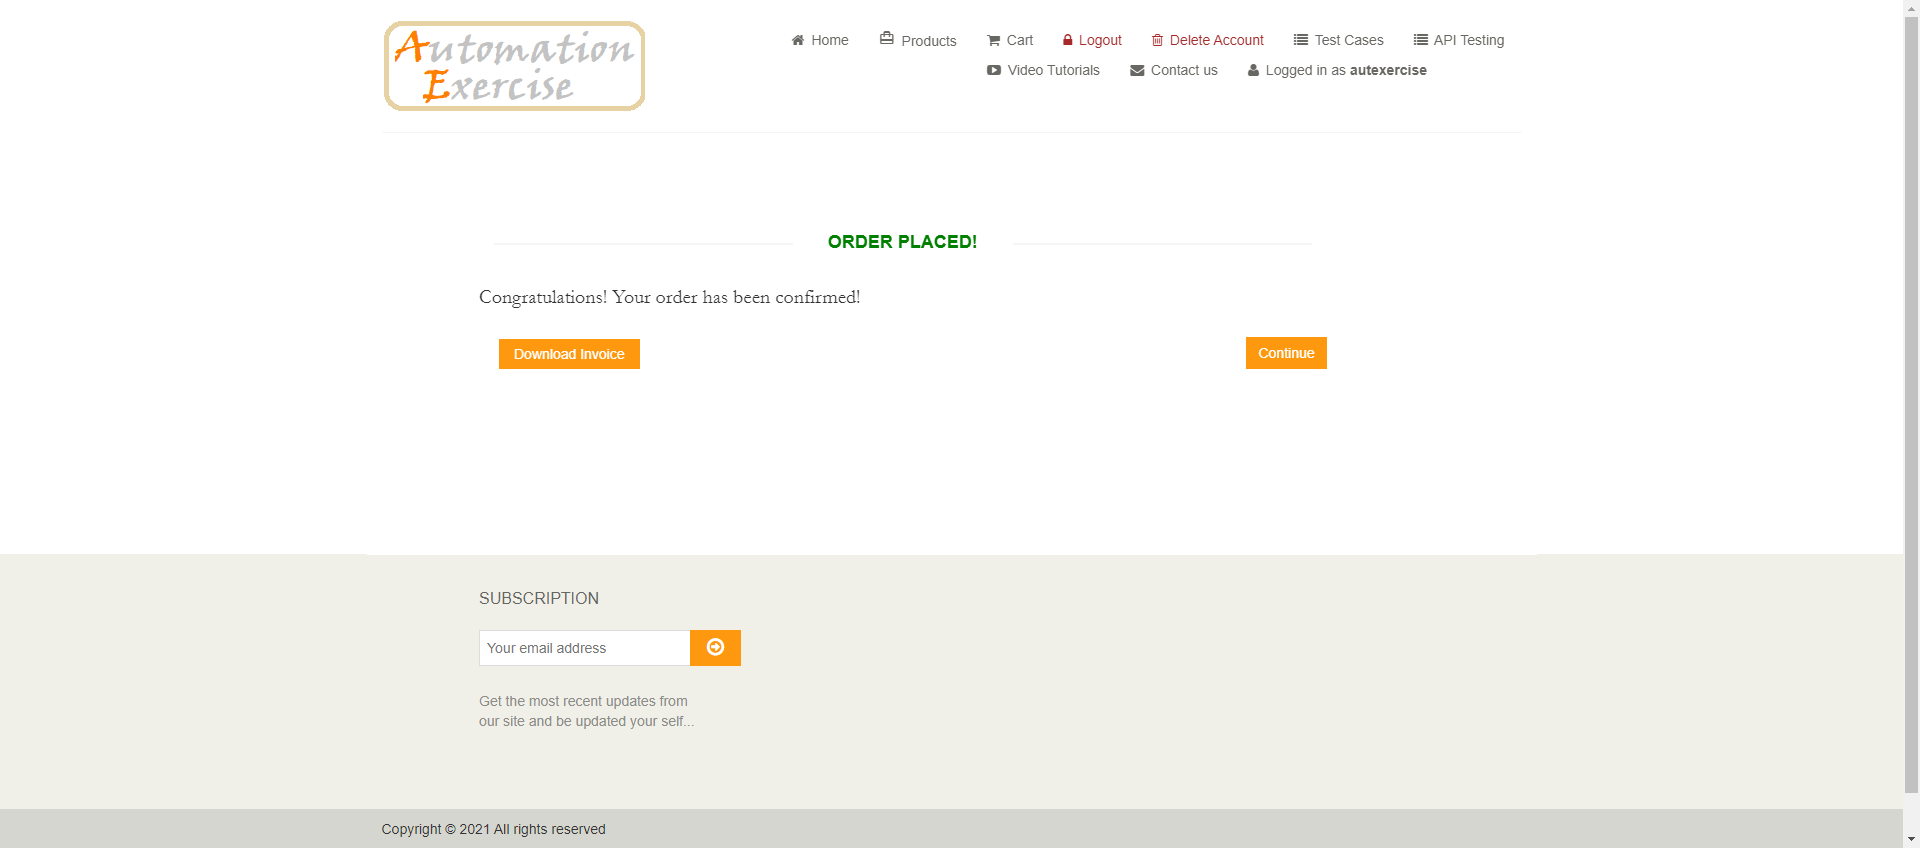 Automation
Exercise
Home Products Cart Logout Delete Account Test Cases API Testing
Video Tutorials Contact us Logged in as autexercise
ORDER PLACED!
Congratulations! Your order has been confirmed!
Download Invoice Continue
SUBSCRIPTION
Your email address
Get the most recent updates from
our site and be updated your self...
Copyright © 2021 All rights reserved